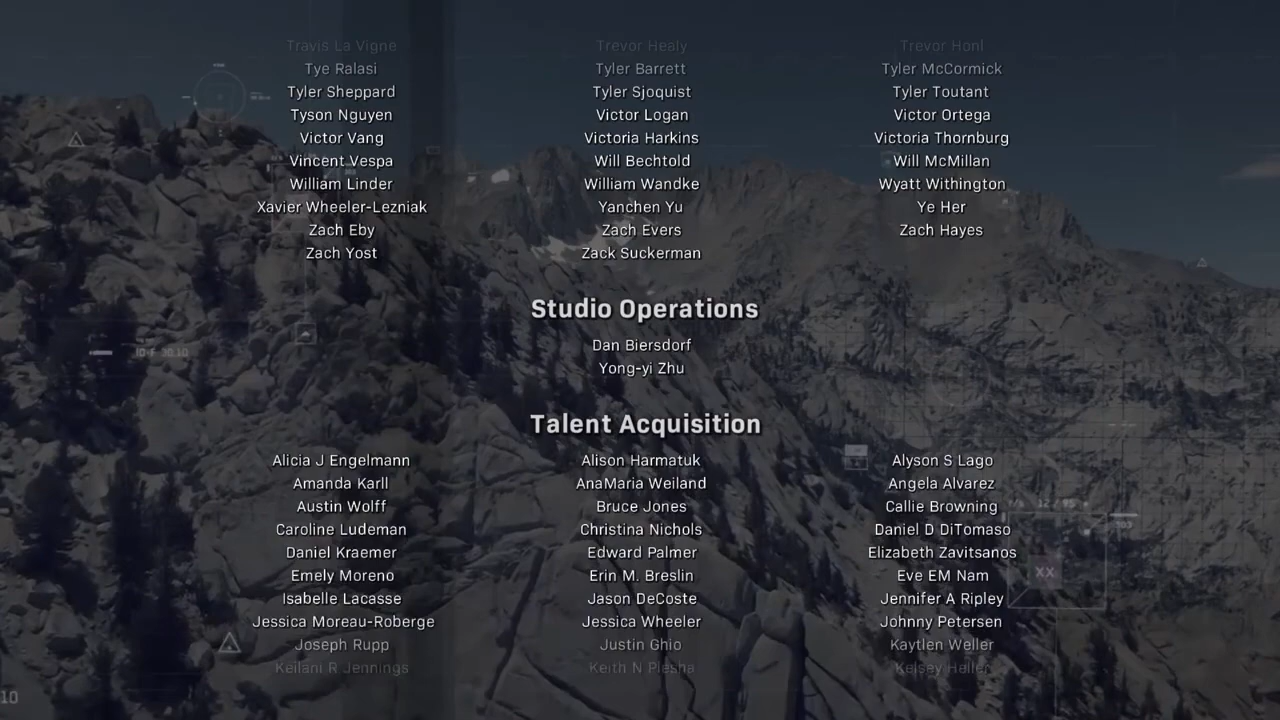 Travis La Vigne Trevor Healy Trevor Honl
Tye Ralasi Tyler Barrett Tyler McCormick
Tyler Sheppard Tyler Sjoquist Tyler Toutant
Tyson Nguyen Victor Logan Victor Ortega
Victor Vang Victoria Harkins Victoria Thornburg
Vincent Vespa Will Bechtold Will McMillan
William Linder William Wandke Wyatt Withington
Xavier Wheeler-Lezniak Yanchen Yu Ye Her
Zach Eby Zach Evers Zach Hayes
Zach Yost Zack Suckerman
Studio Operations
Dan Biersdorf
Yong-yi Zhu
Talent Acquisition
Alicia J Engelmann Alison Harmatuk Alyson S Lago
Amanda Karll AnaMaria Weiland Angela Alvarez
Austin Wolff Bruce Jones Callie Browning
Caroline Ludeman Christina Nichols Daniel D DiTomaso
Daniel Kraemer Edward Palmer Elizabeth Zavitsanos
Emely Moreno Erin M. Breslin Eve EM Nam
Isabelle Lacasse Jason DeCoste Jennifer A Ripley
Jessica Moreau-Roberge Jessica Wheeler Johnny Petersen
Joseph Rupp Justin Ghio Kaytlen Weller
Keilani R Jennings Keith N Plesha Kelsey Heller
XX
303
10